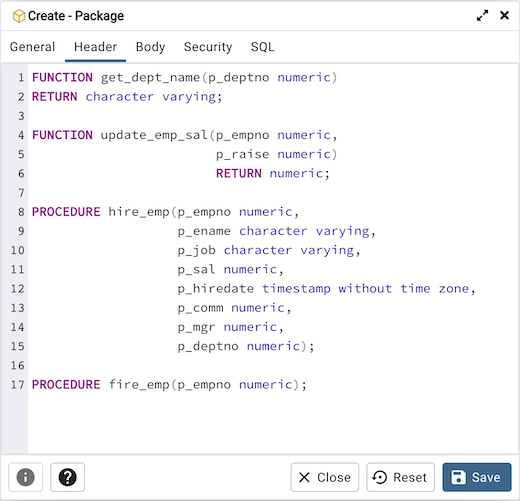 Create - Package
General Header Body Security SQL
1 FUNCTION get_dept_name(p_deptno numeric)
2 RETURN character varying;
3
4 FUNCTION update_emp_sal(p_empno numeric,
5                         p_raise numeric)
6                         RETURN numeric;
7
8 PROCEDURE hire_emp(p_empno numeric,
9                    p_ename character varying,
10                    p_job character varying,
11                    p_sal numeric,
12                    p_hiredate timestamp without time zone,
13                    p_comm numeric,
14                    p_mgr numeric,
15                    p_deptno numeric);
16
17 PROCEDURE fire_emp(p_empno numeric);
Close Reset Save